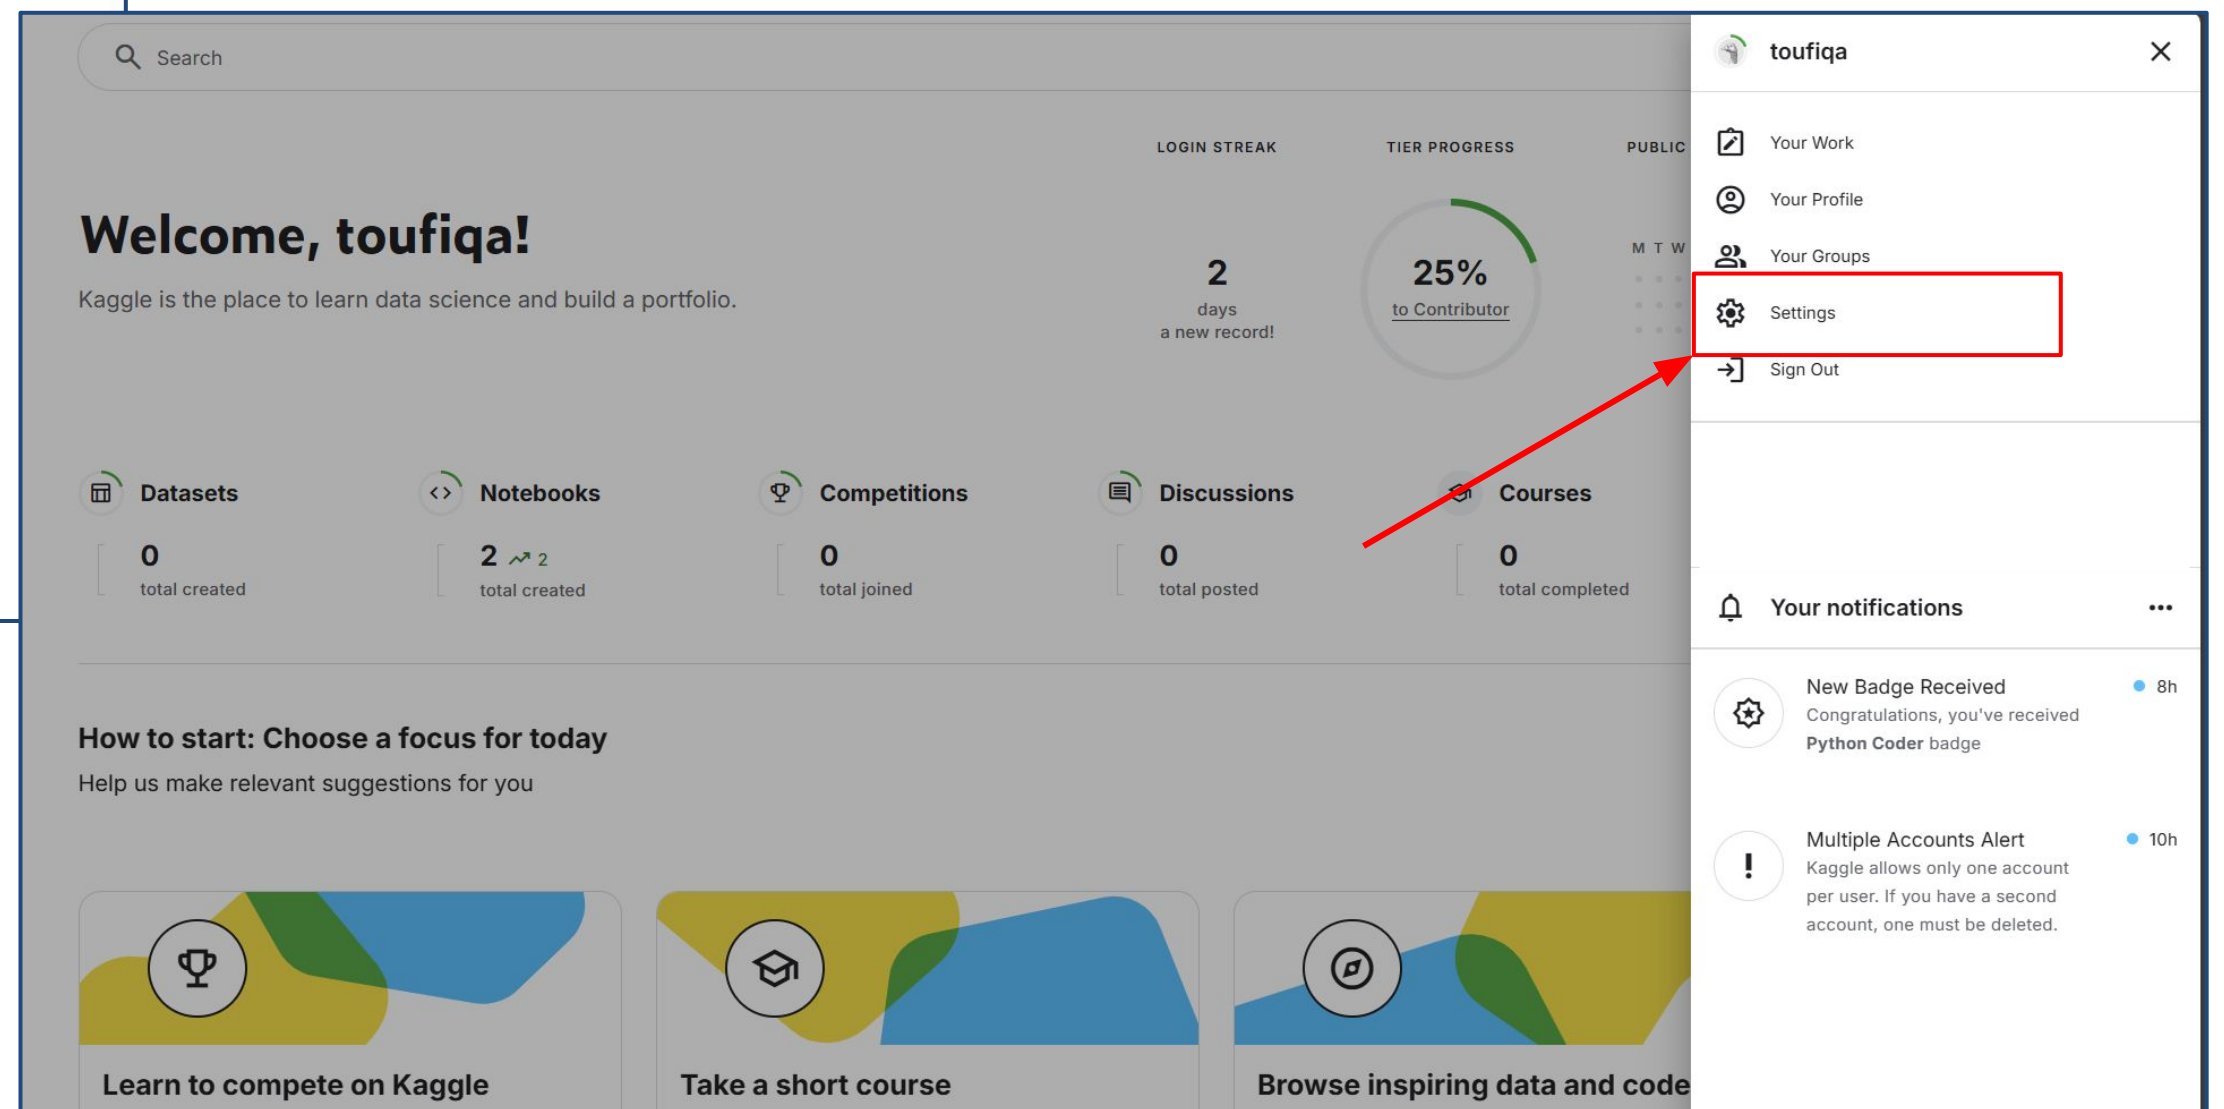 Search
LOGIN STREAK
TIER PROGRESS
PUBLIC
Welcome, toufiqa!
Kaggle is the place to learn data science and build a portfolio.
2
days
a new record!
25%
to Contributor
M T W
Datasets
0
total created
Notebooks
2 2
total created
Competitions
0
total joined
Discussions
0
total posted
Courses
0
total completed
How to start: Choose a focus for today
Help us make relevant suggestions for you
Learn to compete on Kaggle
Take a short course
Browse inspiring data and code
toufiqa
Your Work
Your Profile
Your Groups
Settings
Sign Out
Your notifications
New Badge Received 8h
Congratulations, you've received
Python Coder badge
Multiple Accounts Alert 10h
Kaggle allows only one account
per user. If you have a second
account, one must be deleted.